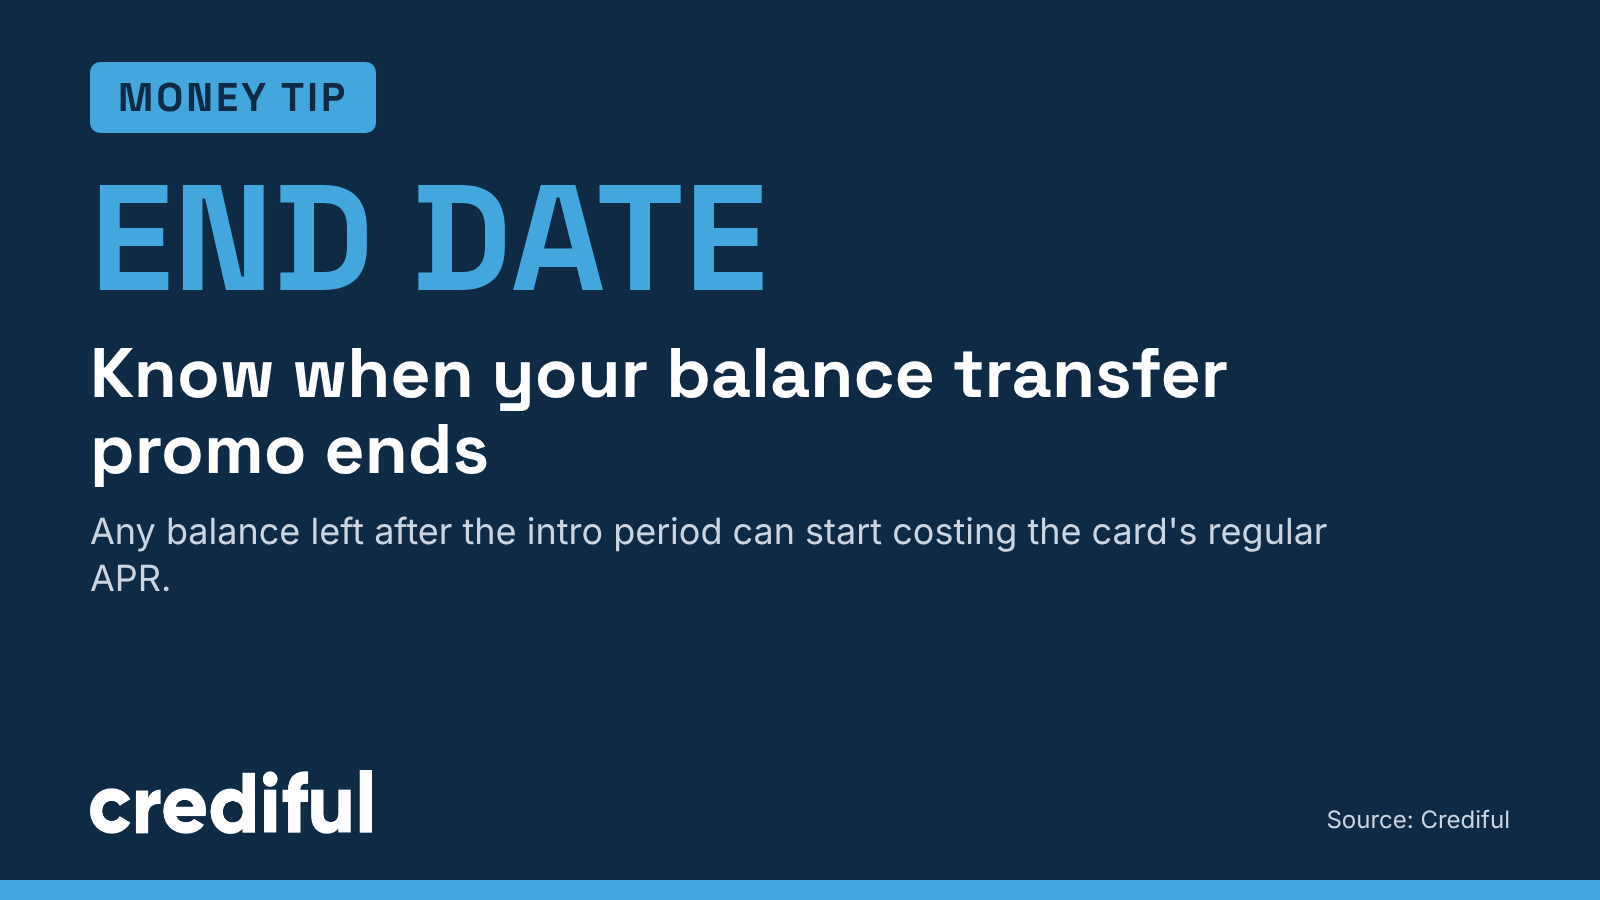 MONEY TIP
END DATE
Know when your balance transfer
promo ends
Any balance left after the intro period can start costing the card's regular
APR.
crediful
Source: Crediful